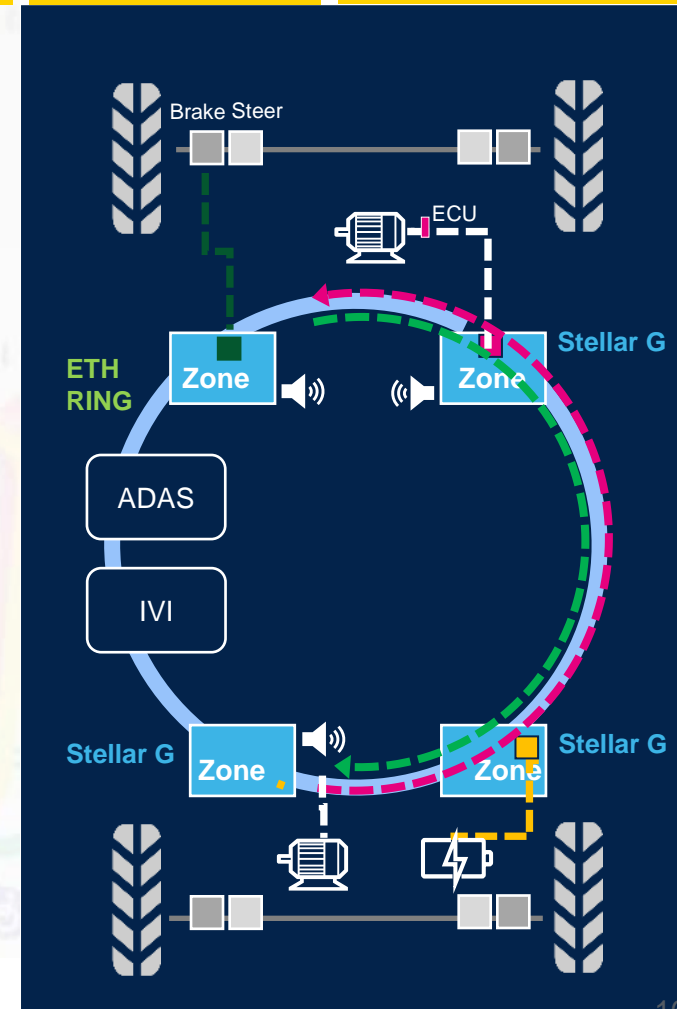 Brake Steer
ECU
Stellar G
ETH
RING
Zone
Zone
ADAS
IVI
Stellar G
Zone
Zone
Stellar G